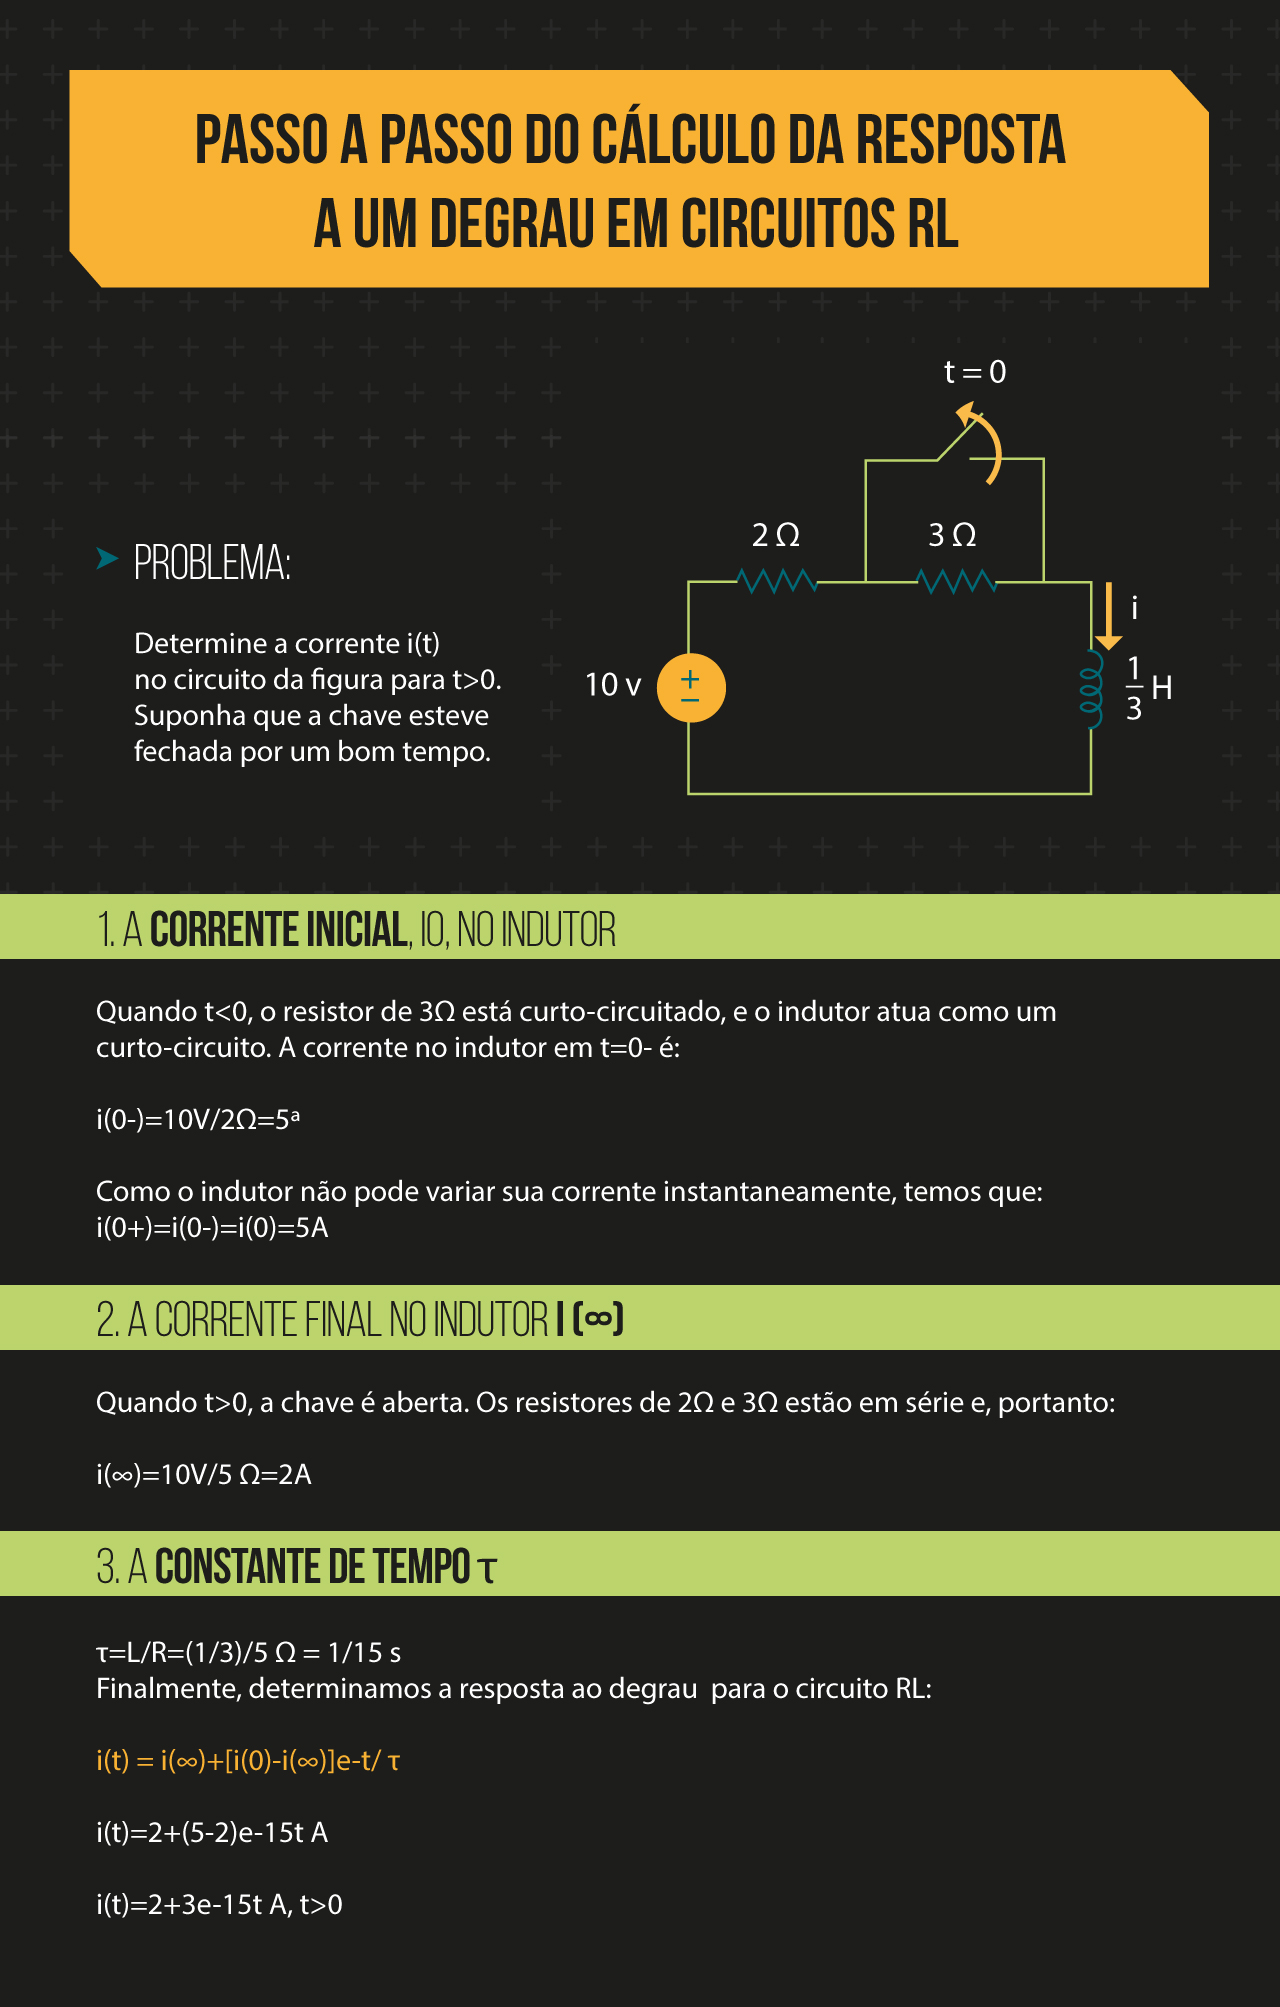 PASSO A PASSO DO CÁLCULO DA RESPOSTA
A UM DEGRAU EM CIRCUITOS RL
t = 0
2 Ω
3 Ω
i
10 v
+
−
1
3
H
PROBLEMA:
Determine a corrente i(t)
no circuito da figura para t>0.
Suponha que a chave esteve
fechada por um bom tempo.
1. A CORRENTE INICIAL, IO, NO INDUTOR
Quando t<0, o resistor de 3Ω está curto-circuitado, e o indutor atua como um
curto-circuito. A corrente no indutor em t=0- é:
i(0-)=10V/2Ω=5ª
Como o indutor não pode variar sua corrente instantaneamente, temos que:
i(0+)=i(0-)=i(0)=5A
2. A CORRENTE FINAL NO INDUTOR I (∞)
Quando t>0, a chave é aberta. Os resistores de 2Ω e 3Ω estão em série e, portanto:
i(∞)=10V/5 Ω=2A
3. A CONSTANTE DE TEMPO τ
τ=L/R=(1/3)/5 Ω = 1/15 s
Finalmente, determinamos a resposta ao degrau  para o circuito RL:
i(t) = i(∞)+[i(0)-i(∞)]e-t/ τ
i(t)=2+(5-2)e-15t A
i(t)=2+3e-15t A, t>0